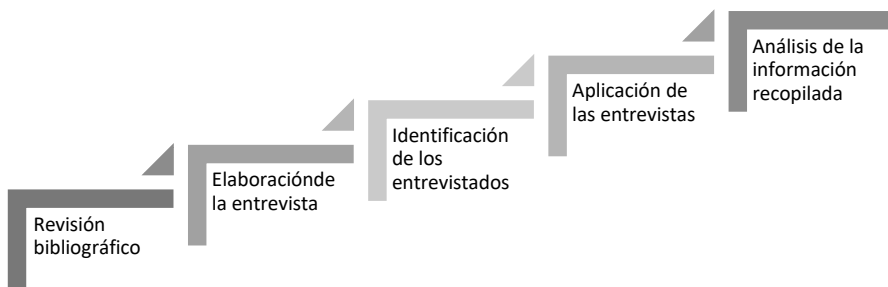 Revisión
bibliográfico
Elaboraciónde
la entrevista
Identificación
de los
entrevistados
Aplicación de
las entrevistas
Análisis de la
información
recopilada